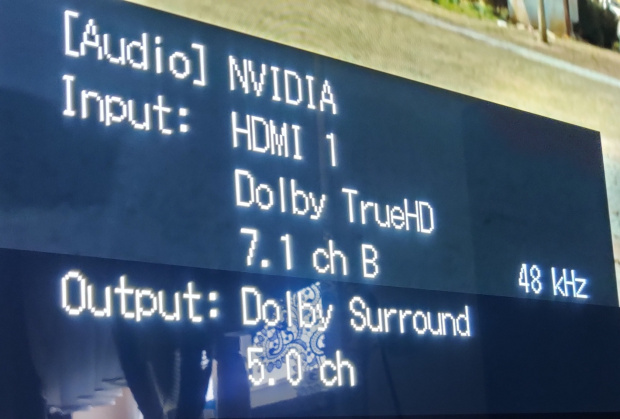 [Audio] NVIDIA
Input: HDMI 1
Dolby TrueHD
7.1 ch B 48 kHz
Output: Dolby Surround
5.0 ch